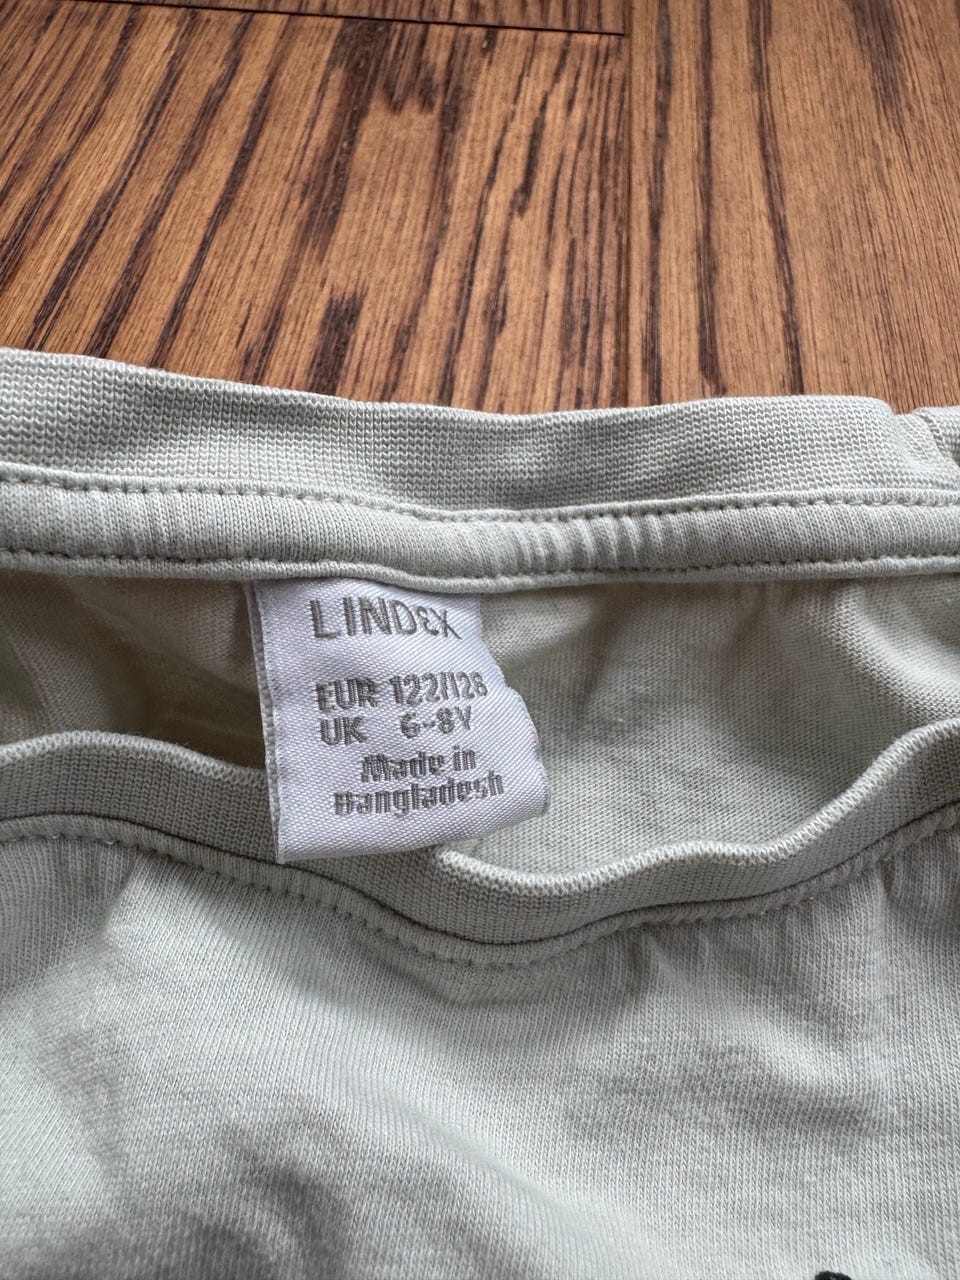 LINDEX
EUR 122/128
UK 6-8Y
Made in
Bangladesh